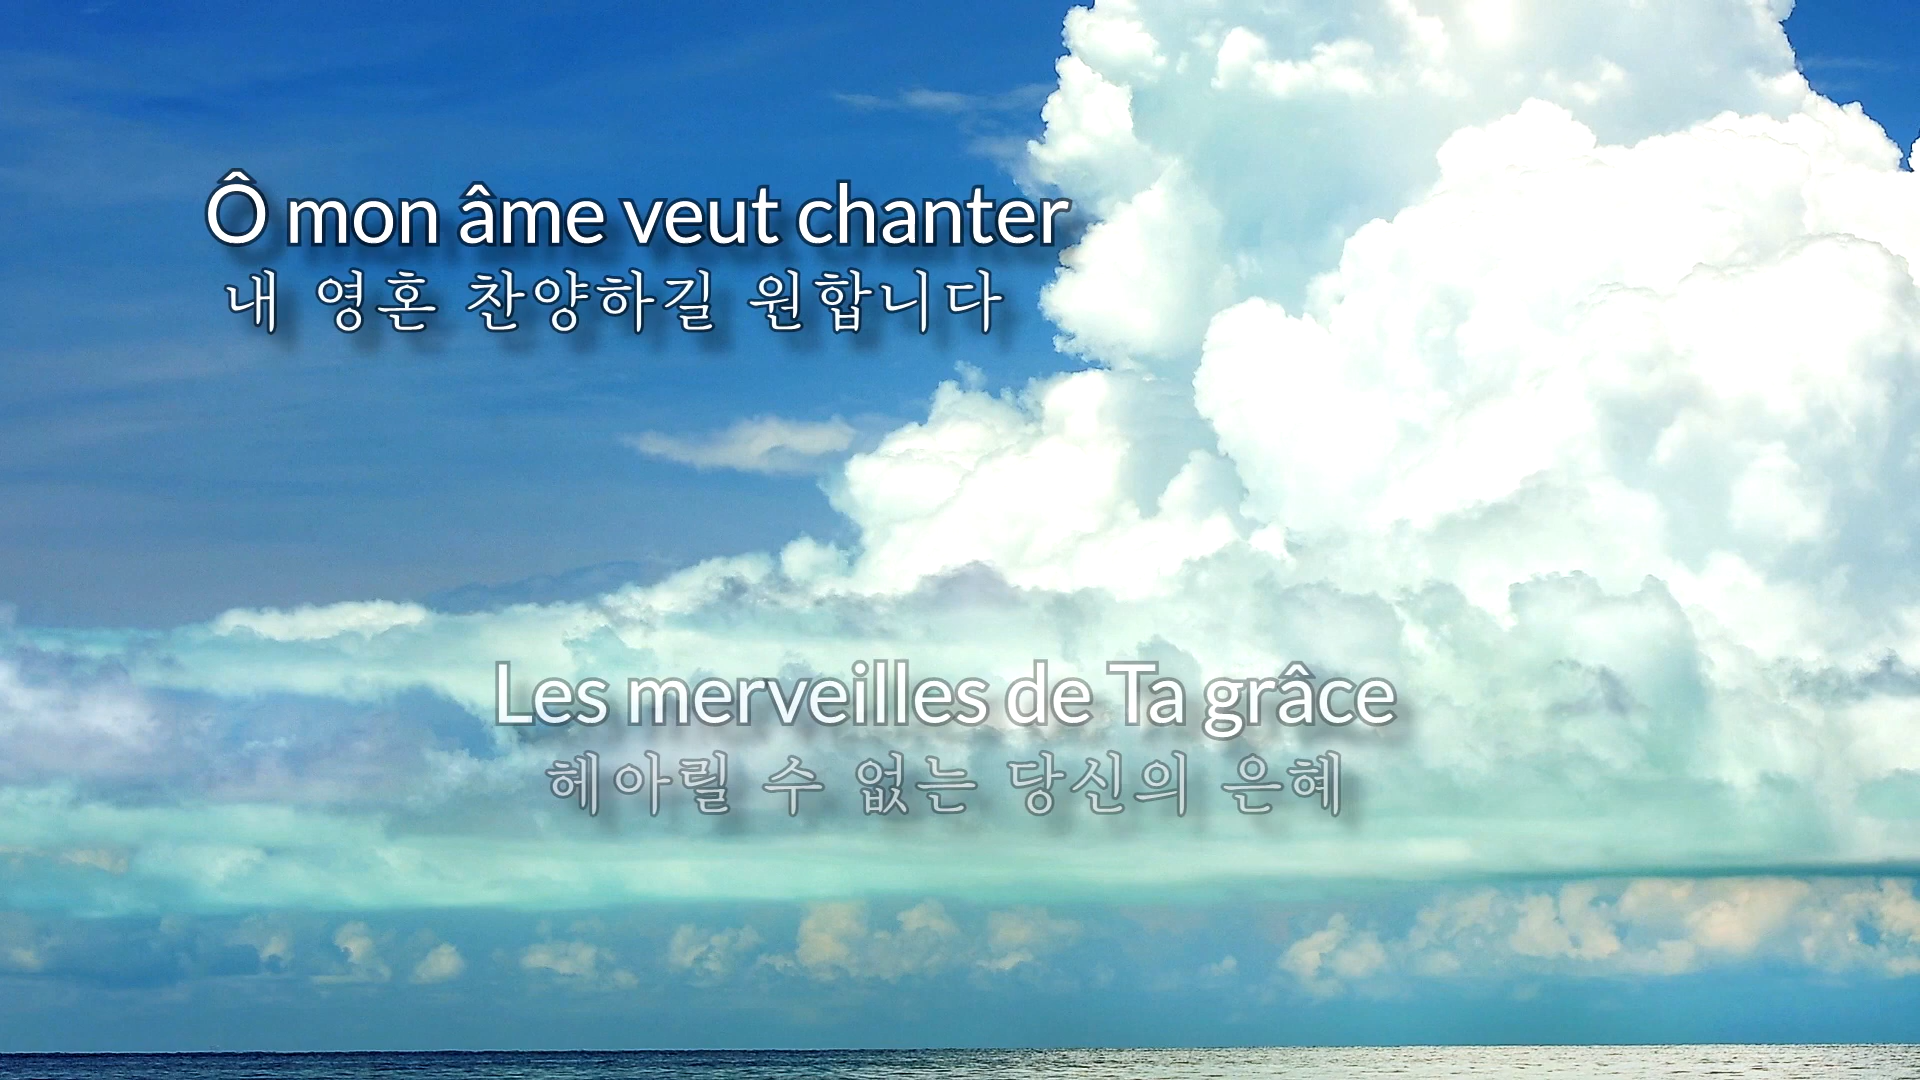 Ô mon âme veut chanter
내 영혼 찬양하길 원합니다
Les merveilles de Ta grâce
헤아릴 수 없는 당신의 은혜